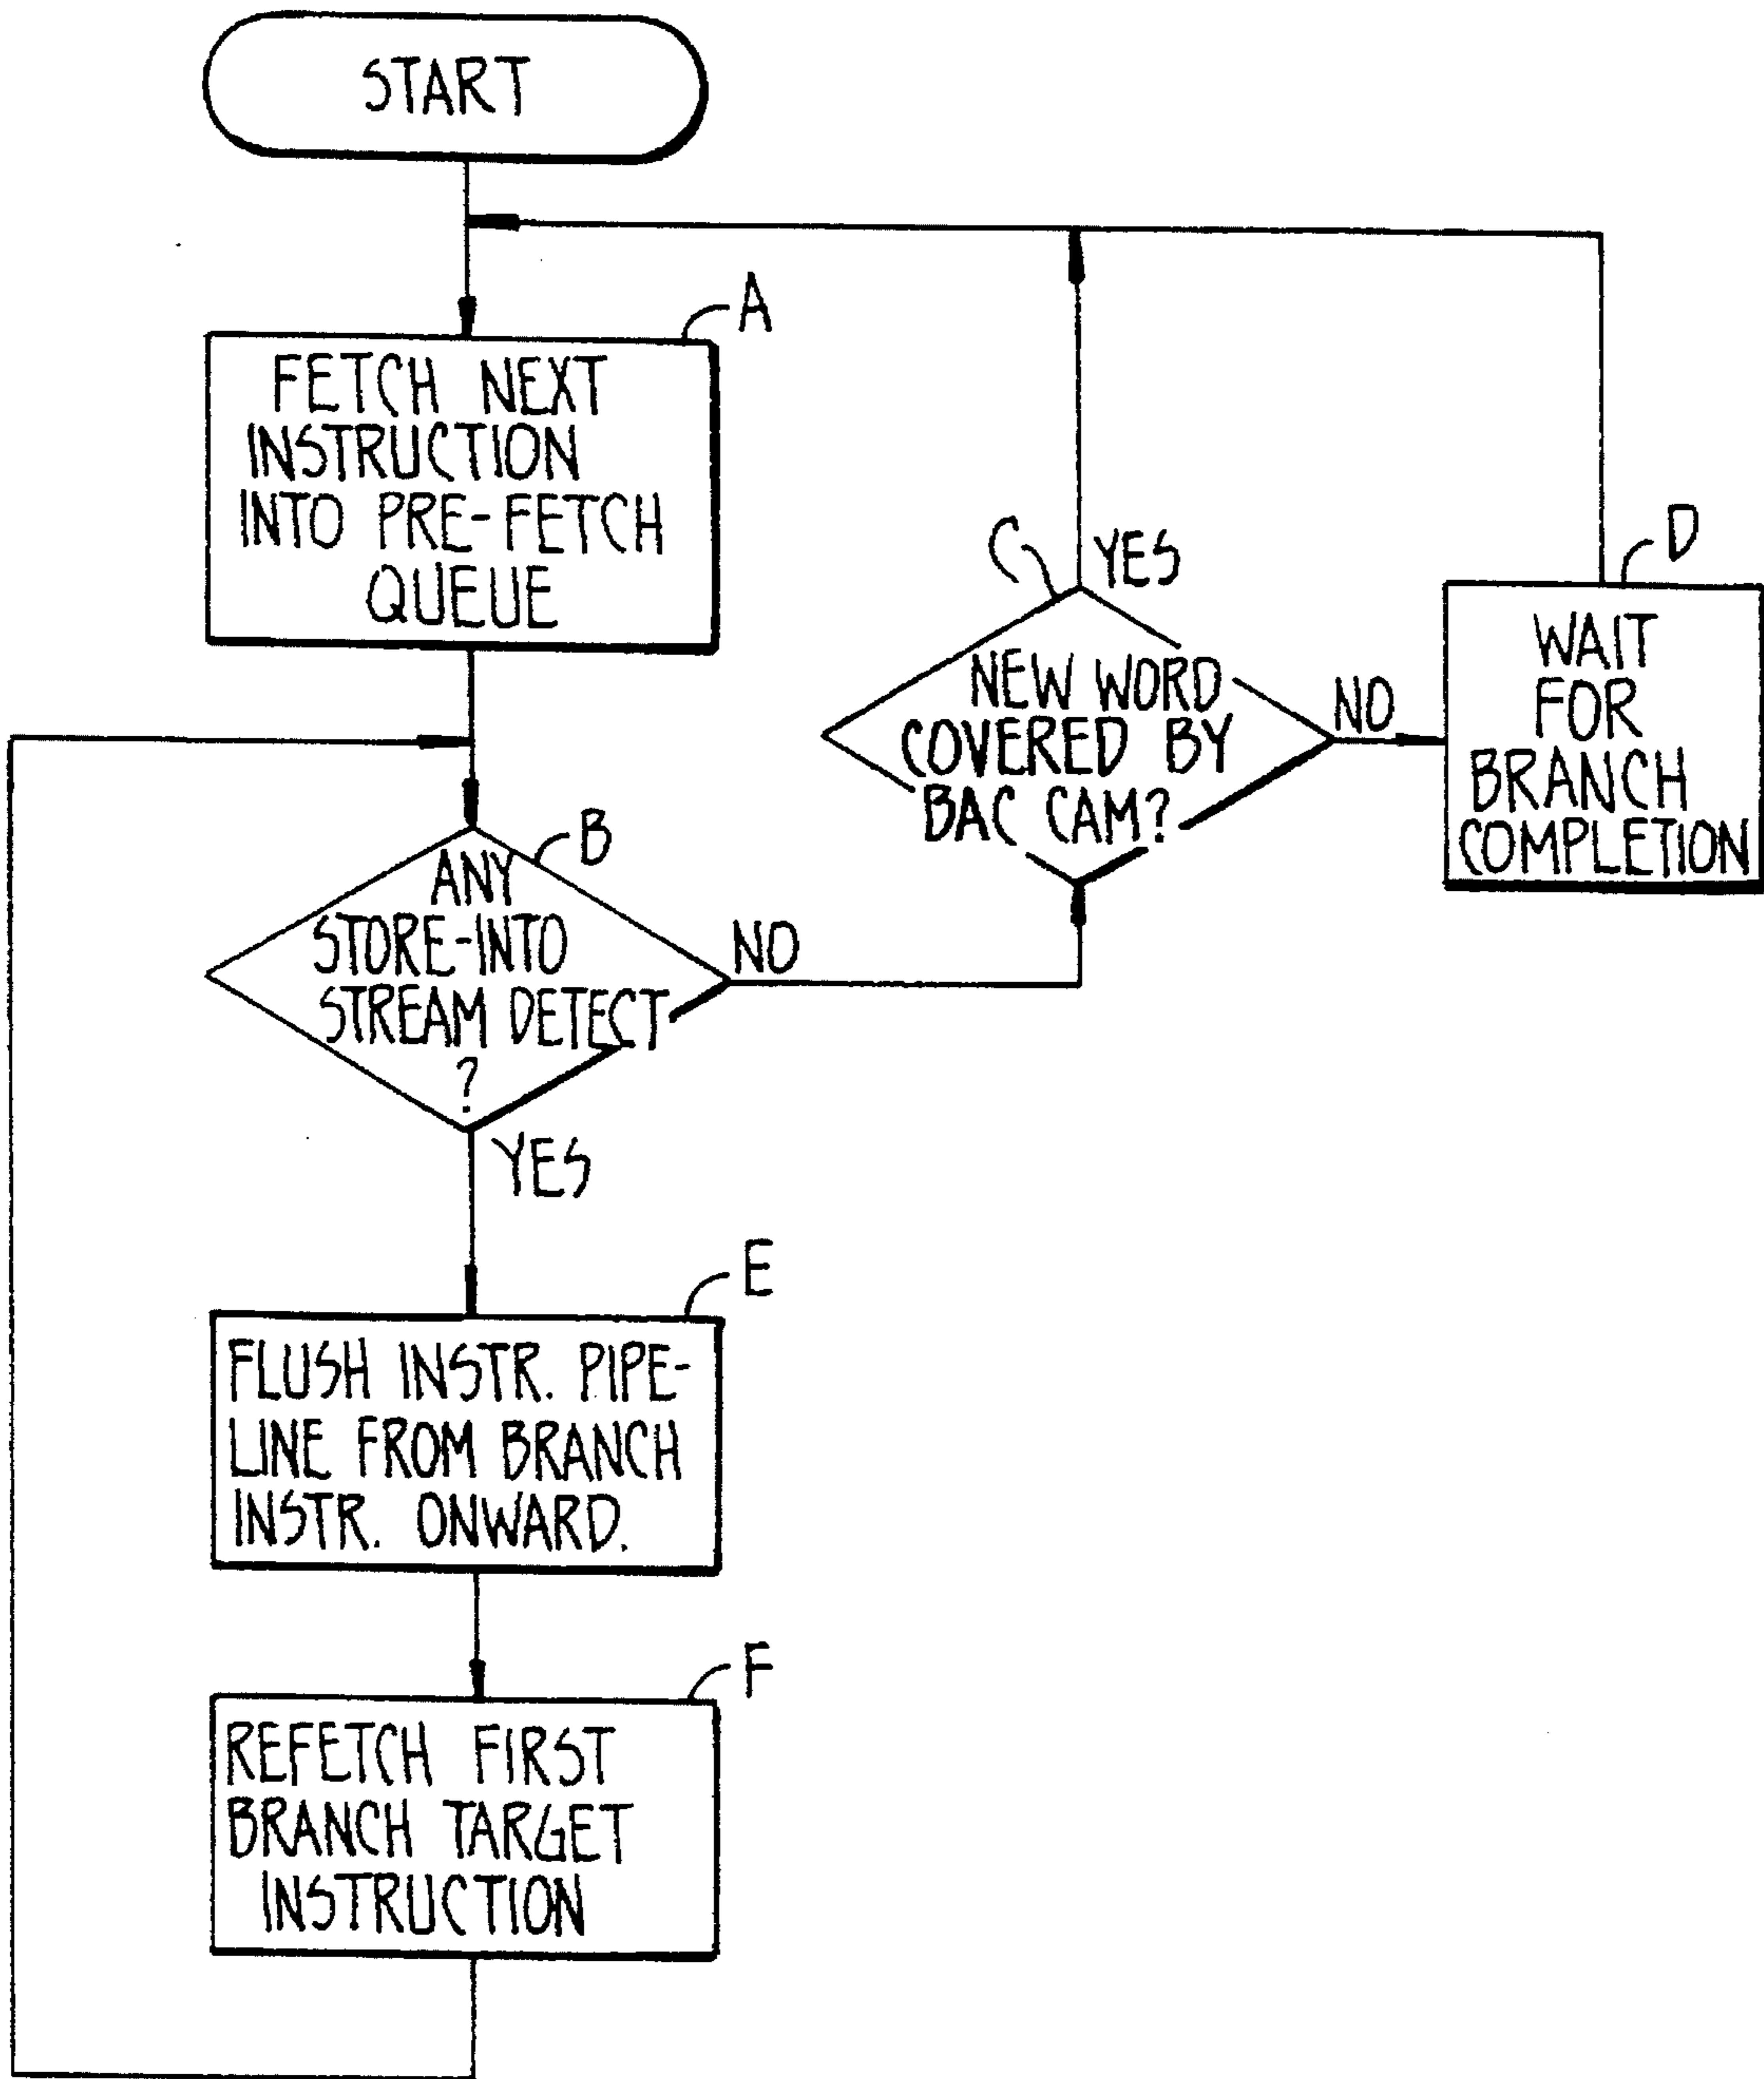 START
A
FETCH NEXT
INSTRUCTION
INTO PRE-FETCH
QUEUE
B
ANY
STORE-INTO
STREAM DETECT
?
NO
YES
C
YES
NEW WORD
COVERED BY
BAC CAM?
NO
D
WAIT
FOR
BRANCH
COMPLETION
E
FLUSH INSTR. PIPE-
LINE FROM BRANCH
INSTR. ONWARD.
F
REFETCH FIRST
BRANCH TARGET
INSTRUCTION